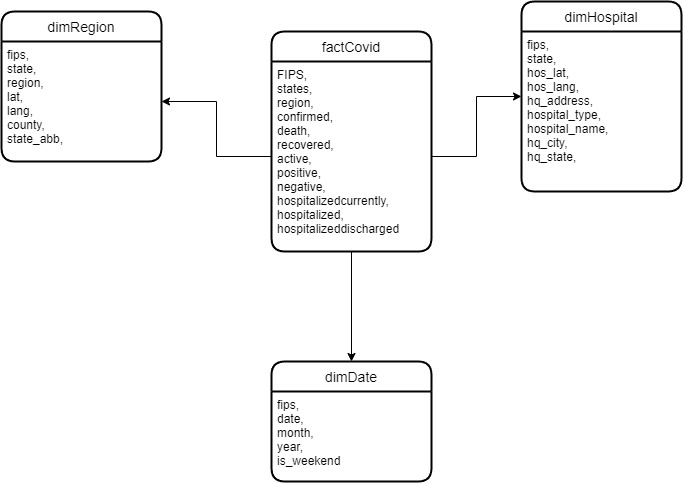 dimRegion
fips,
state,
region,
lat,
lang,
county,
state_abb,
factCovid
FIPS,
states,
region,
confirmed,
death,
recovered,
active,
positive,
negative,
hospitalizedcurrently,
hospitalized,
hospitalizeddischarged
dimHospital
fips,
state,
hos_lat,
hos_lang,
hq_address,
hospital_type,
hospital_name,
hq_city,
hq_state,
dimDate
fips,
date,
month,
year,
is_weekend